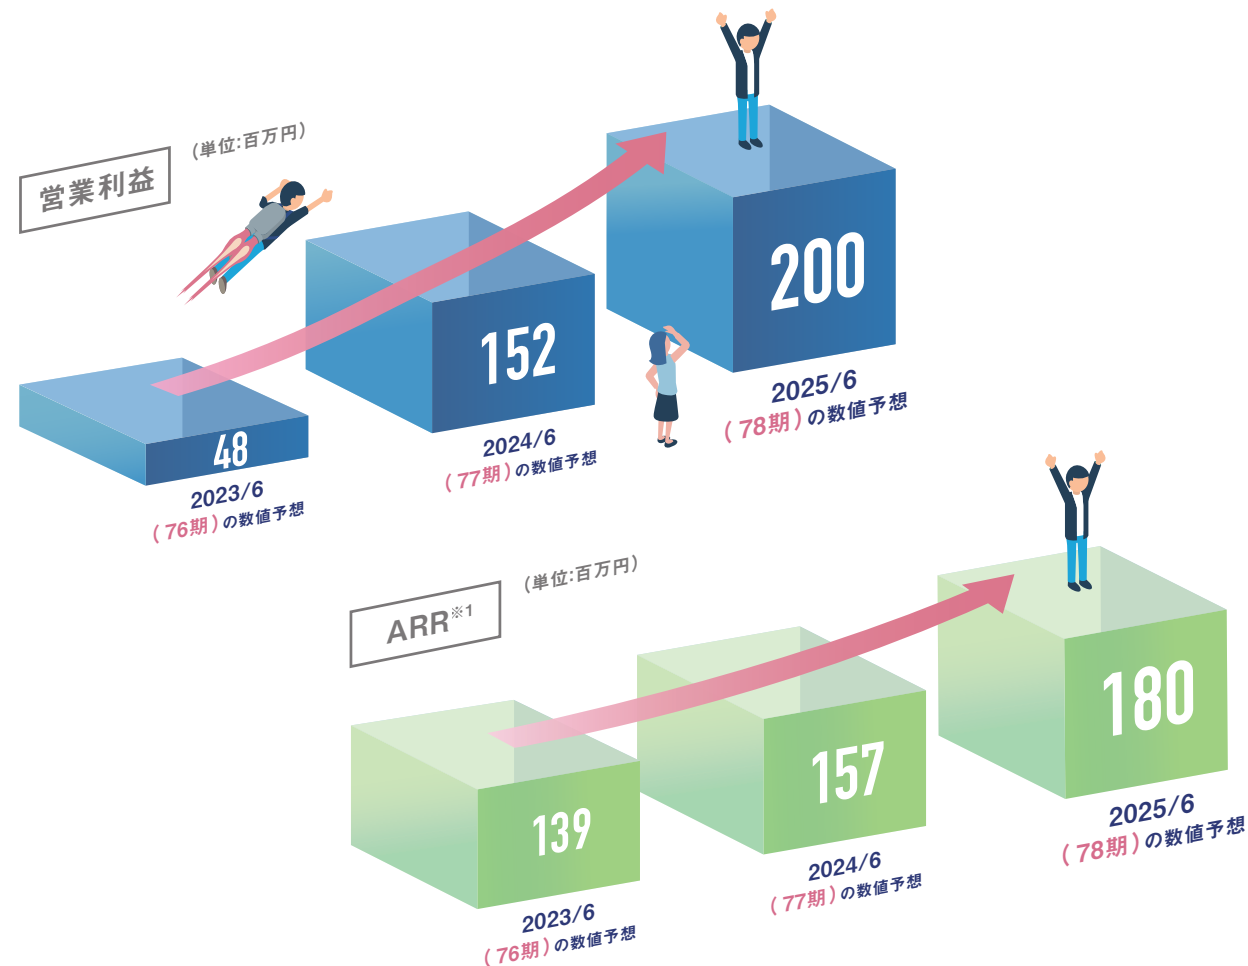 営業利益
（単位:百万円）
48
2023/6
（76期）の数値予想
152
2024/6
（77期）の数値予想
200
2025/6
（78期）の数値予想
ARR※1
（単位:百万円）
139
2023/6
（76期）の数値予想
157
2024/6
（77期）の数値予想
180
2025/6
（78期）の数値予想